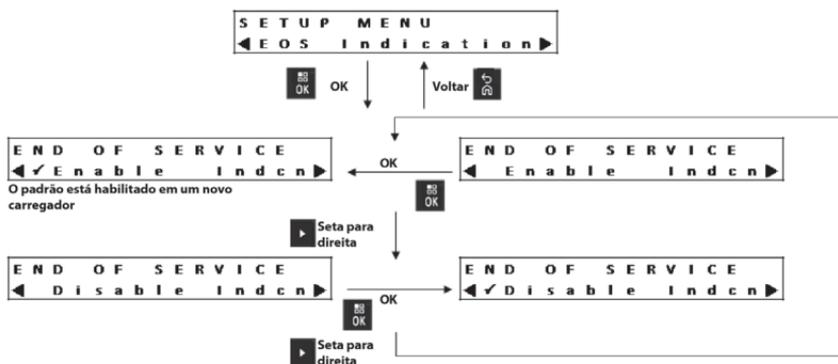 SETUP MENU
◀EOS Indication▶
OK
OK
Voltar
END OF SERVICE
◀✓Enable Indcn▶
O padrão está habilitado em um novo
carregador
OK
OK
END OF SERVICE
◀ Enable Indcn▶
Seta para
direita
END OF SERVICE
◀ Disable Indcn▶
OK
OK
END OF SERVICE
◀✓Disable Indcn▶
Seta para
direita